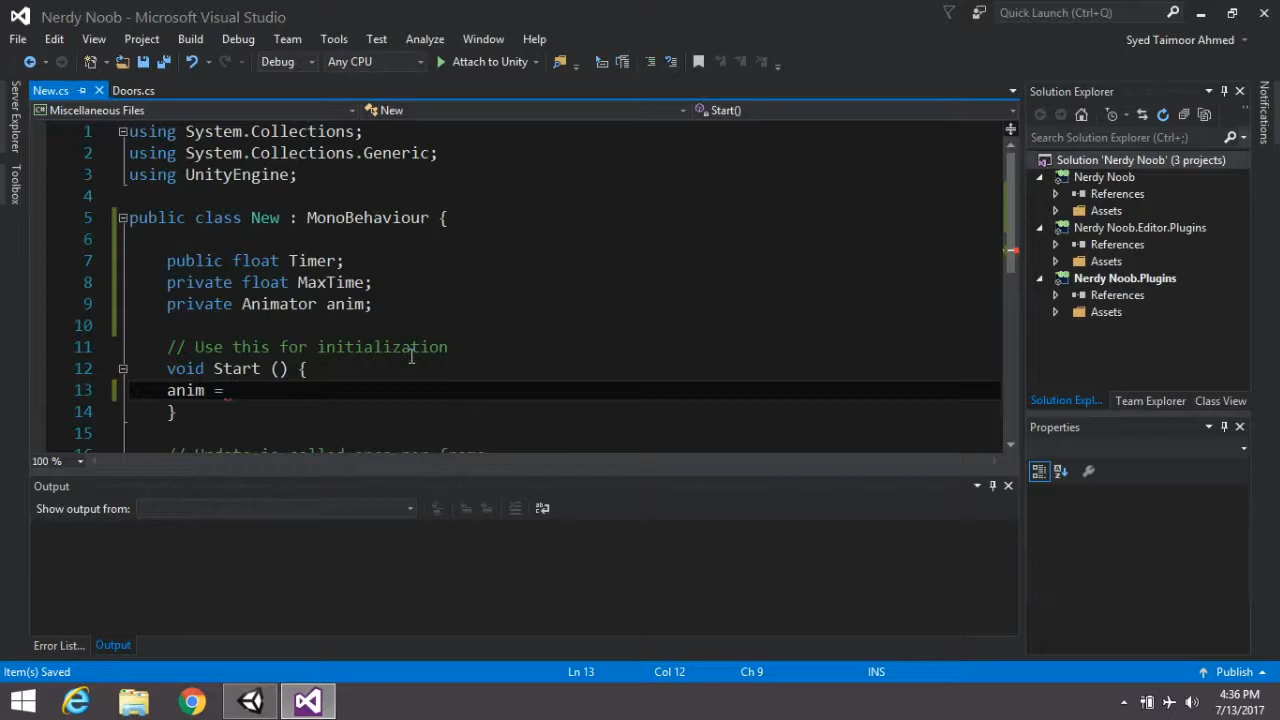 Nerdy Noob - Microsoft Visual Studio
Quick Launch (Ctrl+Q)
File Edit View Project Build Debug Team Tools Test Analyze Window Help
Syed Taimoor Ahmed
Debug Any CPU Attach to Unity
New.cs Doors.cs
Miscellaneous Files New Start()
Server Explorer
Toolbox
1 using System.Collections;
2 using System.Collections.Generic;
3 using UnityEngine;
4
5 public class New : MonoBehaviour {
6
7 public float Timer;
8 private float MaxTime;
9 private Animator anim;
10
11 // Use this for initialization
12 void Start () {
13 anim =
14 }
15
16 // Update is called once per frame
100 %
Output
Show output from:
Error List... Output
Solution Explorer
Search Solution Explorer (Ctrl+;)
Solution 'Nerdy Noob' (3 projects)
Nerdy Noob
References
Assets
Nerdy Noob.Editor.Plugins
References
Assets
Nerdy Noob.Plugins
References
Assets
Solution Expl... Team Explorer Class View
Properties
Notifications
Item(s) Saved Ln 13 Col 12 Ch 9 INS Publish
4:36 PM
7/13/2017